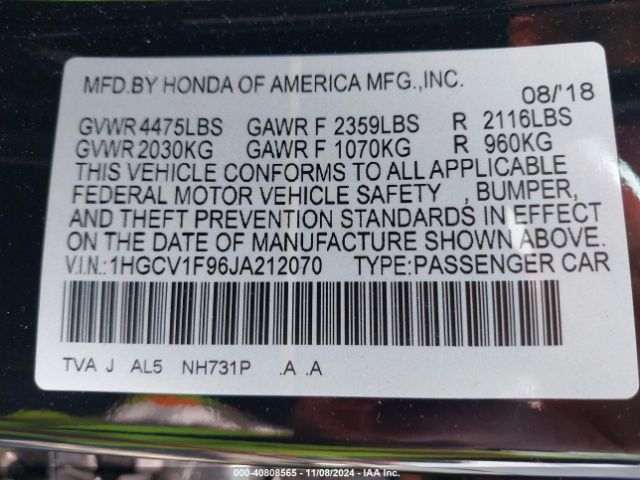 MFD.BY HONDA OF AMERICA MFG.,INC.
08/'18
GVWR 4475LBS GAWR F 2359LBS R 2116LBS
GVWR 2030KG GAWR F 1070KG R 960KG
THIS VEHICLE CONFORMS TO ALL APPLICABLE
FEDERAL MOTOR VEHICLE SAFETY , BUMPER,
AND THEFT PREVENTION STANDARDS IN EFFECT
ON THE DATE OF MANUFACTURE SHOWN ABOVE.
V.I.N.:1HGCV1F96JA212070 TYPE:PASSENGER CAR
TVA J AL5 NH731P .A .A
000-40808565 - 11/08/2024 - IAA Inc.